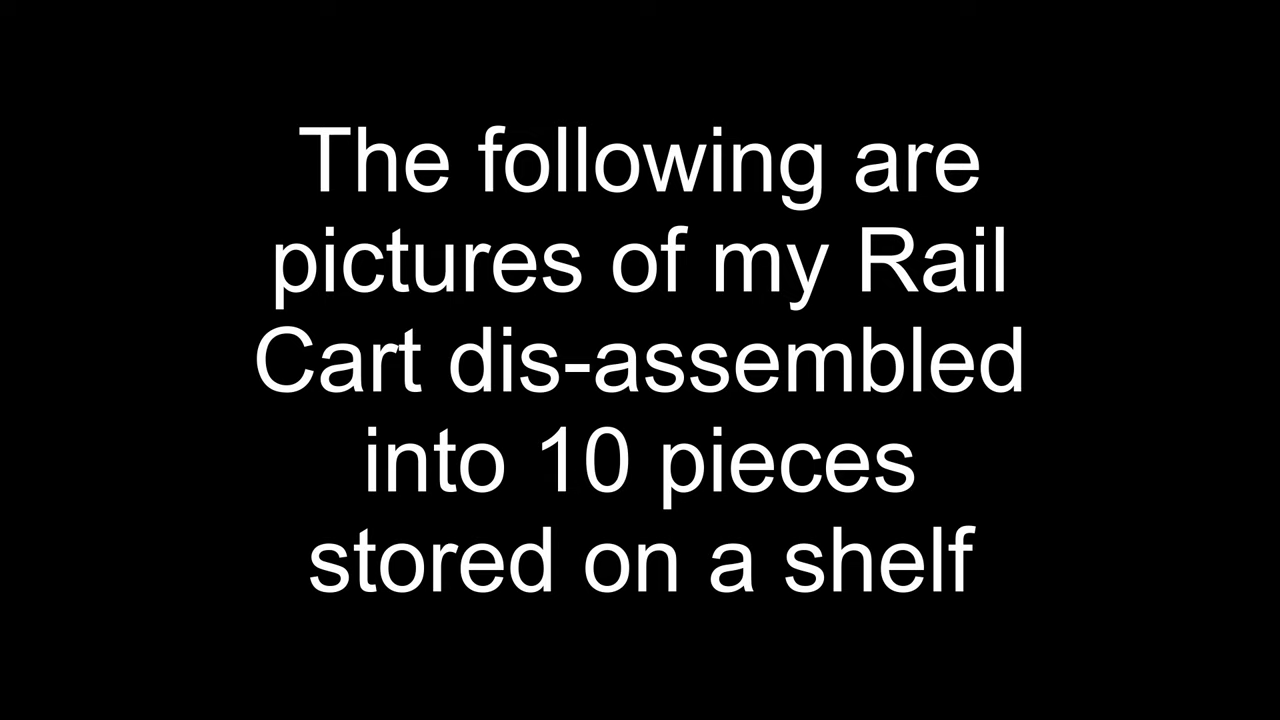 The following are
pictures of my Rail
Cart dis-assembled
into 10 pieces
stored on a shelf